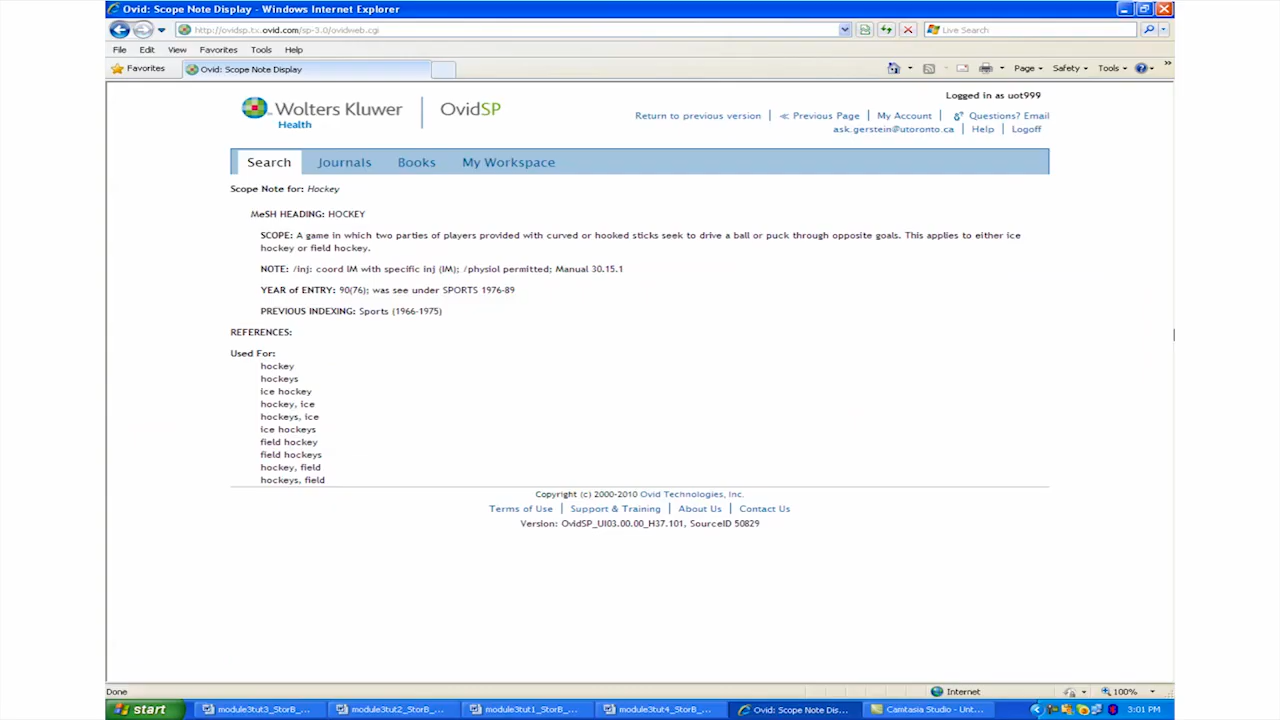 Ovid: Scope Note Display - Windows Internet Explorer
http://ovidsp.tx.ovid.com/sp-3.0/ovidweb.cgi
Live Search
File Edit View Favorites Tools Help
Favorites Ovid: Scope Note Display Page Safety Tools
Logged in as uot999
Wolters Kluwer OvidSP
Health
Return to previous version | << Previous Page | My Account | Questions? Email
ask.gerstein@utoronto.ca | Help | Logoff
Search Journals Books My Workspace
Scope Note for: Hockey
MeSH HEADING: HOCKEY
SCOPE: A game in which two parties of players provided with curved or hooked sticks seek to drive a ball or puck through opposite goals. This applies to either ice
hockey or field hockey.
NOTE: /inj: coord IM with specific inj (IM); /physiol permitted; Manual 30.15.1
YEAR of ENTRY: 90(76); was see under SPORTS 1976-89
PREVIOUS INDEXING: Sports (1966-1975)
REFERENCES:
Used For:
hockey
hockeys
ice hockey
hockey, ice
hockeys, ice
ice hockeys
field hockey
field hockeys
hockey, field
hockeys, field
Copyright (c) 2000-2010 Ovid Technologies, Inc.
Terms of Use | Support & Training | About Us | Contact Us
Version: OvidSP_UI03.00.00_H37.101, SourceID 50829
Done Internet 100%
start module3tut3_StorB_... module3tut2_StorB_... module3tut1_StorB_... module3tut4_StorB_... Ovid: Scope Note Dis... Camtasia Studio - Unt... 3:01 PM